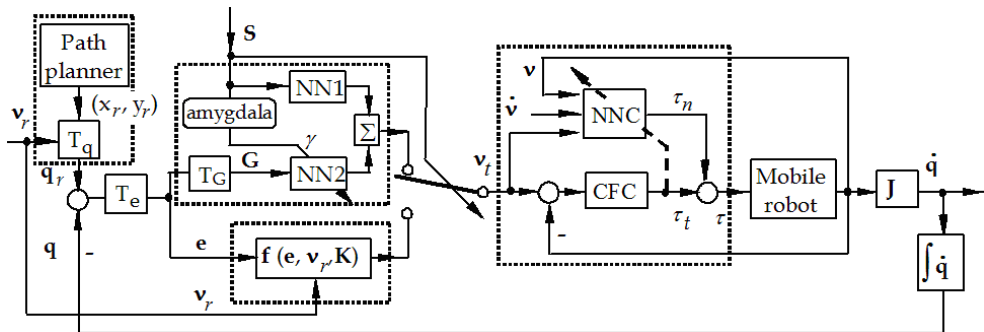 Path
planner
S
(x_r, y_r)
ν_r
T_q
q_r
T_e
q
-
amygdala
NN1
γ
T_G
G
NN2
Σ
e
f (e, ν_r, K)
ν_r
ν_t
ν
ν̇
NNC
τ_n
CFC
τ_t
τ
-
Mobile
robot
J
q̇
∫q̇